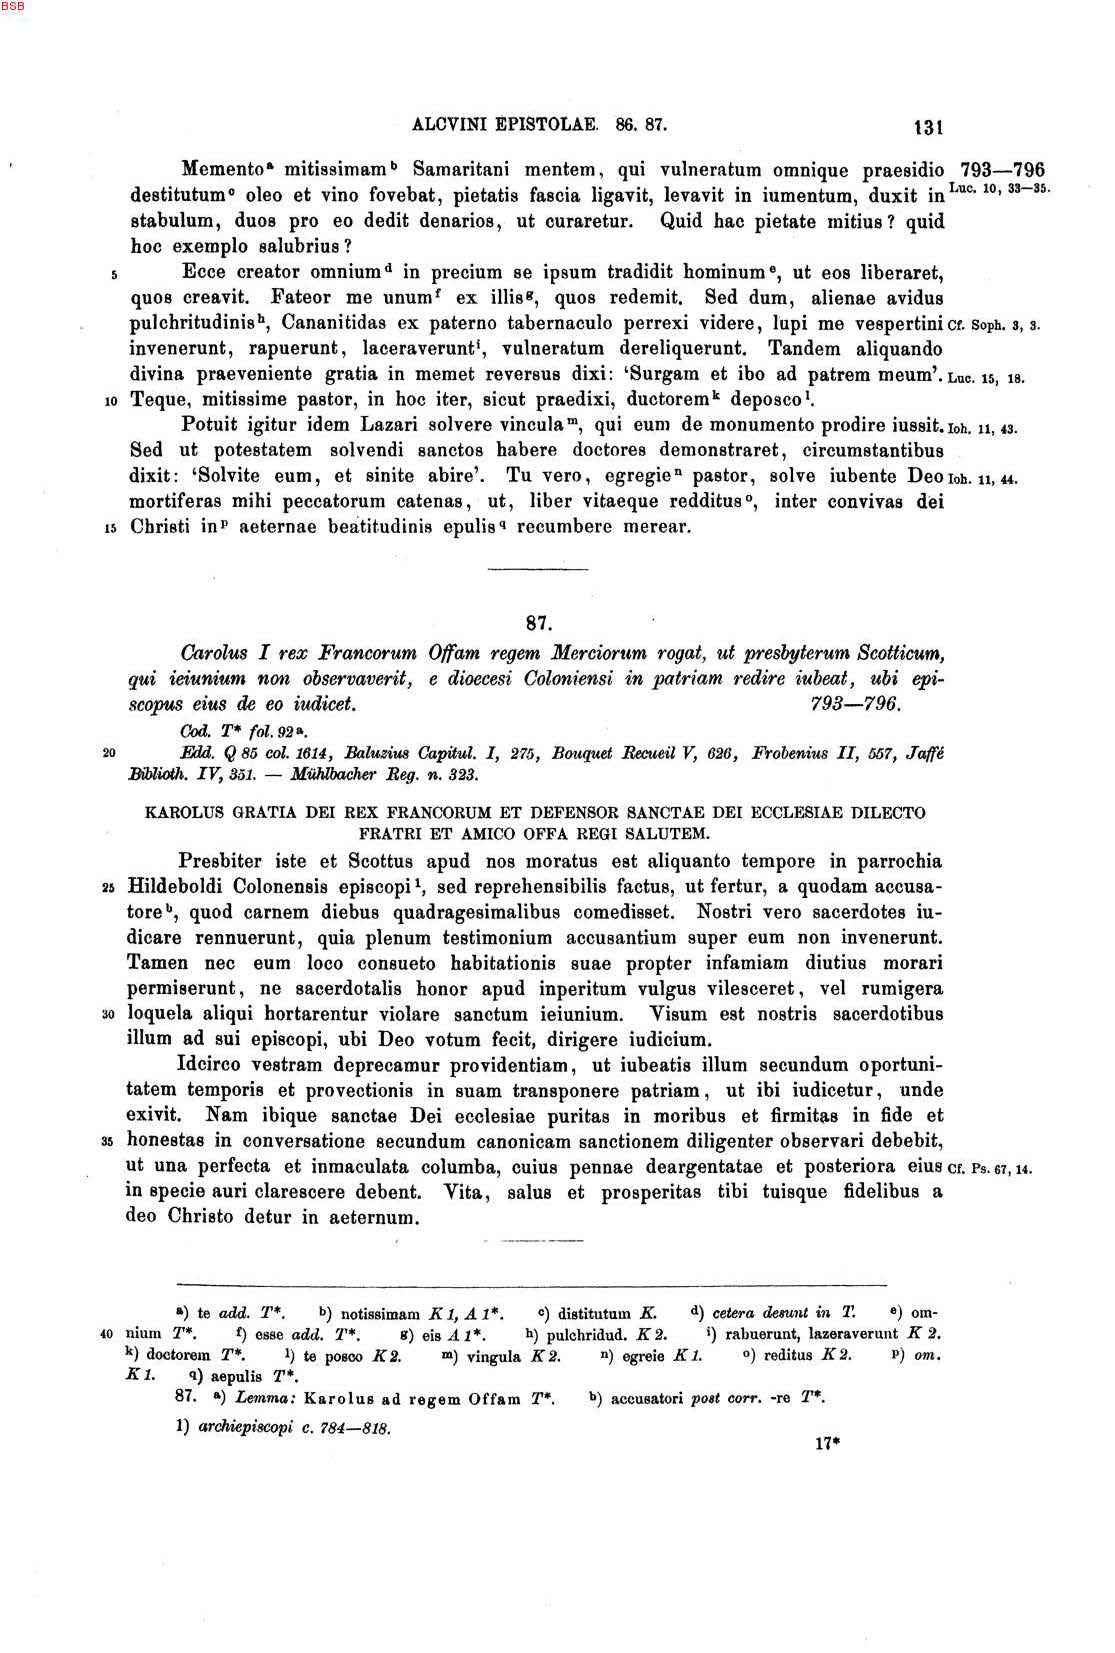 BSB
ALCVINI EPISTOLAE. 86. 87. 131
Memento a mitissimam b Samaritani mentem, qui vulneratum omnique praesidio 793—796
destitutum c oleo et vino fovebat, pietatis fascia ligavit, levavit in iumentum, duxit in Luc. 10, 33—35.
stabulum, duos pro eo dedit denarios, ut curaretur. Quid hac pietate mitius? quid
hoc exemplo salubrius?
5 Ecce creator omnium d in precium se ipsum tradidit hominum e, ut eos liberaret,
quos creavit. Fateor me unum f ex illis g, quos redemit. Sed dum, alienae avidus
pulchritudinis h, Cananitidas ex paterno tabernaculo perrexi videre, lupi me vespertini Cf. Soph. 3, 3.
invenerunt, rapuerunt, laceraverunt i, vulneratum dereliquerunt. Tandem aliquando
divina praeveniente gratia in memet reversus dixi: ‘Surgam et ibo ad patrem meum’. Luc. 15, 18.
10 Teque, mitissime pastor, in hoc iter, sicut praedixi, ductorem k deposco l.
Potuit igitur idem Lazari solvere vincula m, qui eum de monumento prodire iussit. Ioh. 11, 43.
Sed ut potestatem solvendi sanctos habere doctores demonstraret, circumstantibus
dixit: ‘Solvite eum, et sinite abire’. Tu vero, egregie n pastor, solve iubente Deo Ioh. 11, 44.
mortiferas mihi peccatorum catenas, ut, liber vitaeque redditus o, inter convivas dei
15 Christi in p aeternae beatitudinis epulis q recumbere merear.
87.
Carolus I rex Francorum Offam regem Merciorum rogat, ut presbyterum Scotticum,
qui ieiunium non observaverit, e dioecesi Coloniensi in patriam redire iubeat, ubi epi-
scopus eius de eo iudicet. 793—796.
Cod. T* fol. 92 a.
20 Edd. Q 85 col. 1614, Baluzius Capitul. I, 275, Bouquet Recueil V, 626, Frobenius II, 557, Jaffé
Biblioth. IV, 351. — Mühlbacher Reg. n. 323.
KAROLUS GRATIA DEI REX FRANCORUM ET DEFENSOR SANCTAE DEI ECCLESIAE DILECTO
FRATRI ET AMICO OFFA REGI SALUTEM.
Presbiter iste et Scottus apud nos moratus est aliquanto tempore in parrochia
25 Hildeboldi Colonensis episcopi 1, sed reprehensibilis factus, ut fertur, a quodam accusa-
tore b, quod carnem diebus quadragesimalibus comedisset. Nostri vero sacerdotes iu-
dicare rennuerunt, quia plenum testimonium accusantium super eum non invenerunt.
Tamen nec eum loco consueto habitationis suae propter infamiam diutius morari
permiserunt, ne sacerdotalis honor apud inperitum vulgus vilesceret, vel rumigera
30 loquela aliqui hortarentur violare sanctum ieiunium. Visum est nostris sacerdotibus
illum ad sui episcopi, ubi Deo votum fecit, dirigere iudicium.
Idcirco vestram deprecamur providentiam, ut iubeatis illum secundum oportuni-
tatem temporis et provectionis in suam transponere patriam, ut ibi iudicetur, unde
exivit. Nam ibique sanctae Dei ecclesiae puritas in moribus et firmitas in fide et
35 honestas in conversatione secundum canonicam sanctionem diligenter observari debebit,
ut una perfecta et inmaculata columba, cuius pennae deargentatae et posteriora eius Cf. Ps. 67, 14.
in specie auri clarescere debent. Vita, salus et prosperitas tibi tuisque fidelibus a
deo Christo detur in aeternum.
a) te add. T*. b) notissimam K 1, A 1*. c) distitutum K. d) cetera desunt in T. e) om-
40 nium T*. f) esse add. T*. g) eis A 1*. h) pulchridud. K 2. i) rabuerunt, lazeraverunt K 2.
k) doctorem T*. l) te posco K 2. m) vingula K 2. n) egreie K 1. o) reditus K 2. p) om.
K 1. q) aepulis T*.
87. a) Lemma: Karolus ad regem Offam T*. b) accusatori post corr. -re T*.
1) archiepiscopi c. 784—818.
17*